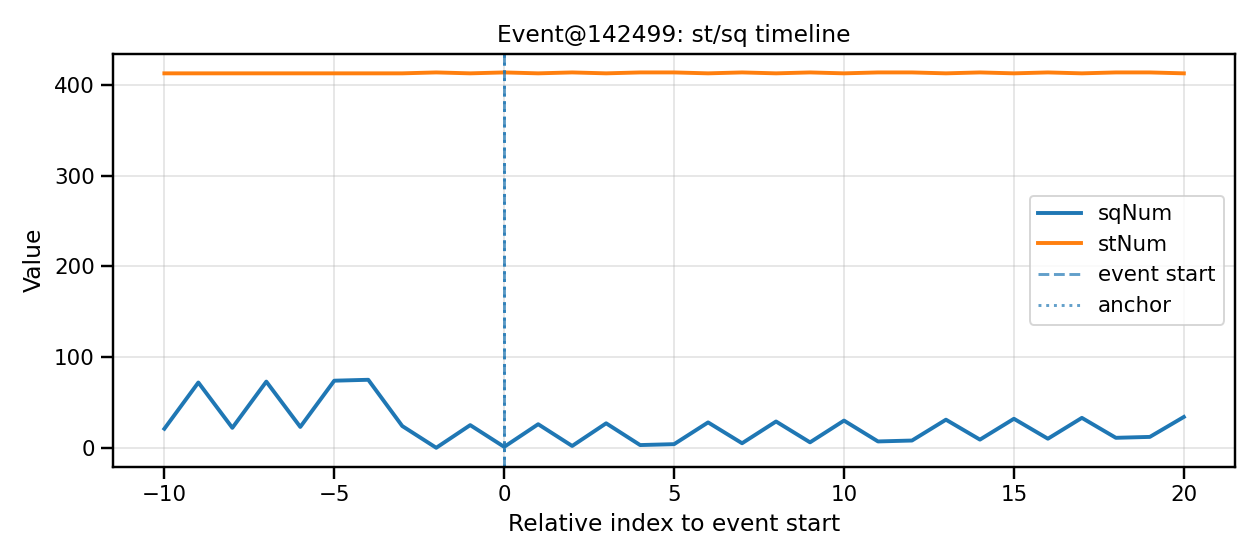 Event@142499: st/sq timeline
Value
400
300
200
100
0
sqNum
stNum
event start
anchor
−10
−5
0
5
10
15
20
Relative index to event start